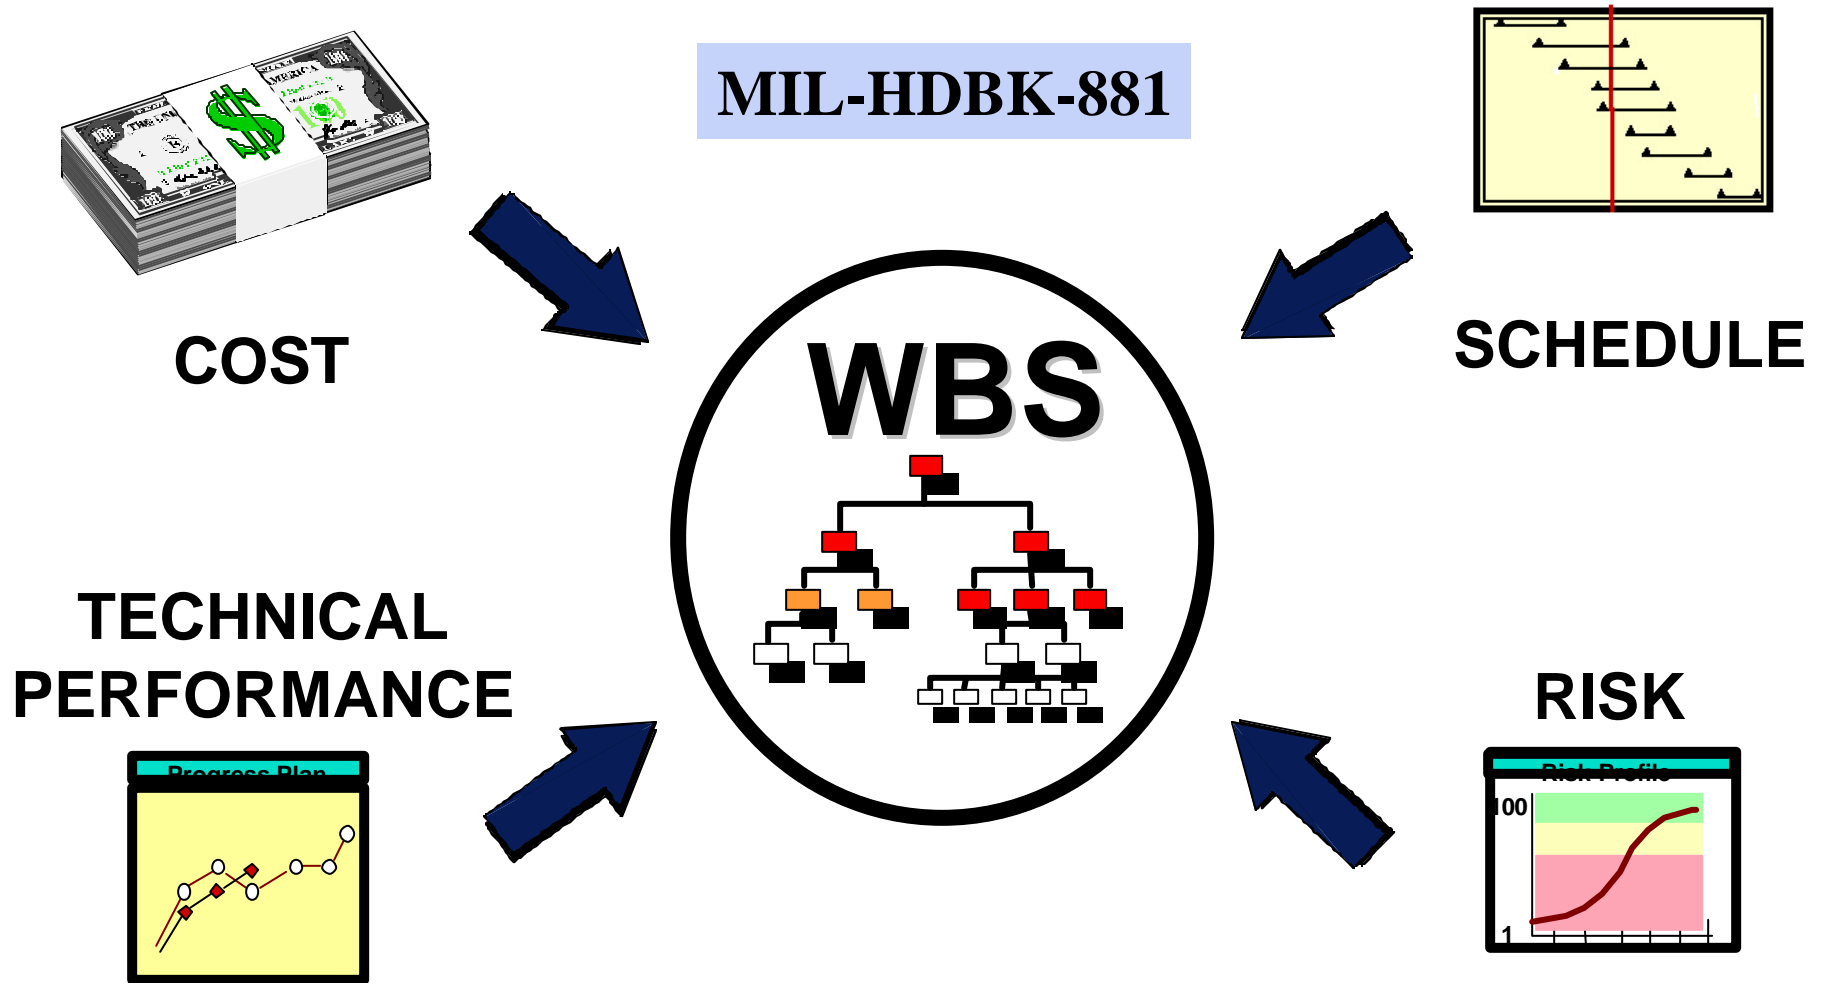 MIL-HDBK-881
COST
SCHEDULE
WBS
TECHNICAL
PERFORMANCE
RISK
Progress Plan
Risk Profile
100
1